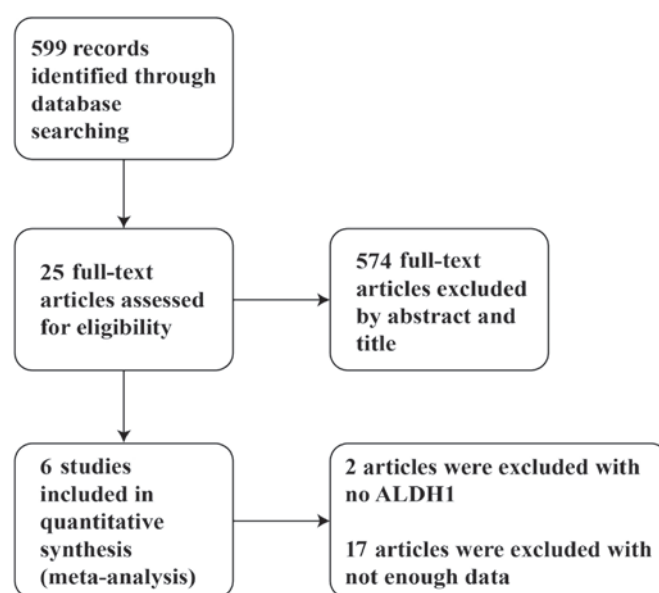 599 records
identified through
database
searching
25 full-text
articles assessed
for eligibility
574 full-text
articles excluded
by abstract and
title
6 studies
included in
quantitative
synthesis
(meta-analysis)
2 articles were excluded with
no ALDH1
17 articles were excluded with
not enough data